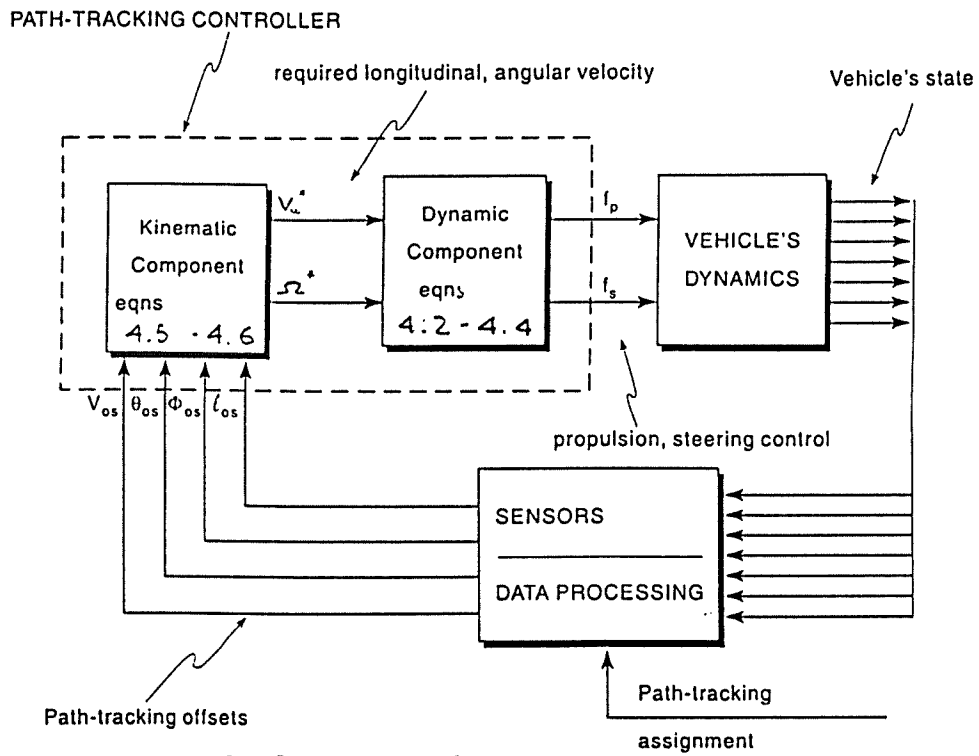 PATH-TRACKING CONTROLLER
required longitudinal, angular velocity
Vehicle's state
Kinematic
Component
eqns
4.5 - 4.6
Vᵤ*
Ω*
Dynamic
Component
eqns
4.2 - 4.4
fₚ
fₛ
VEHICLE'S
DYNAMICS
Vos θos Φos ℓos
propulsion, steering control
SENSORS
DATA PROCESSING
Path-tracking offsets
Path-tracking
assignment